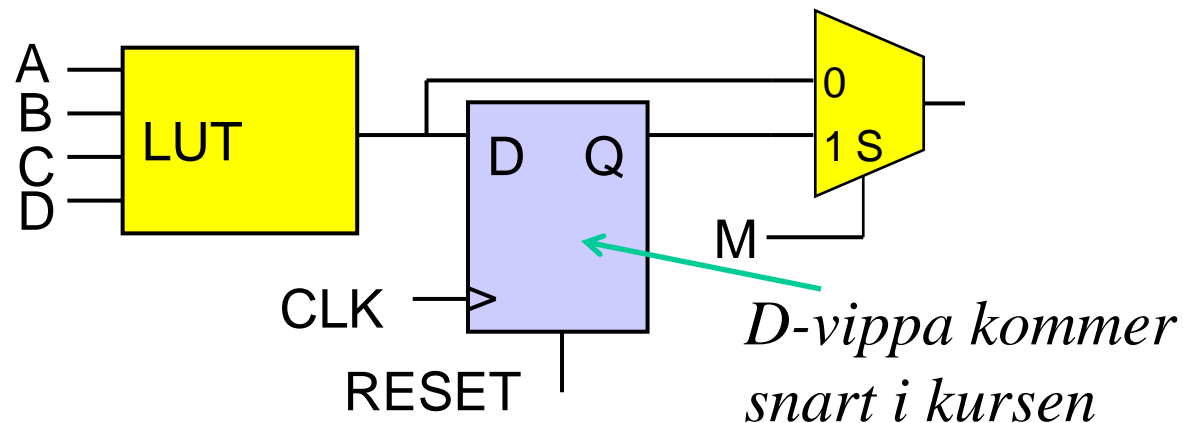 A
B
C
D
LUT
D Q
CLK
RESET
0
1 S
M
D-vippa kommer
snart i kursen